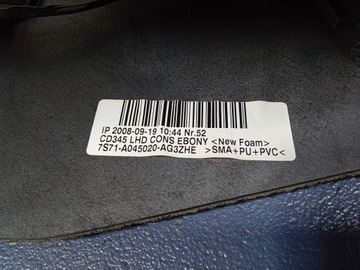 IP 2008-09-19 10:44 Nr.52
CD345 LHD CONS EBONY <New Foam>
7S71-A045020-AG3ZHE >SMA+PU+PVC<